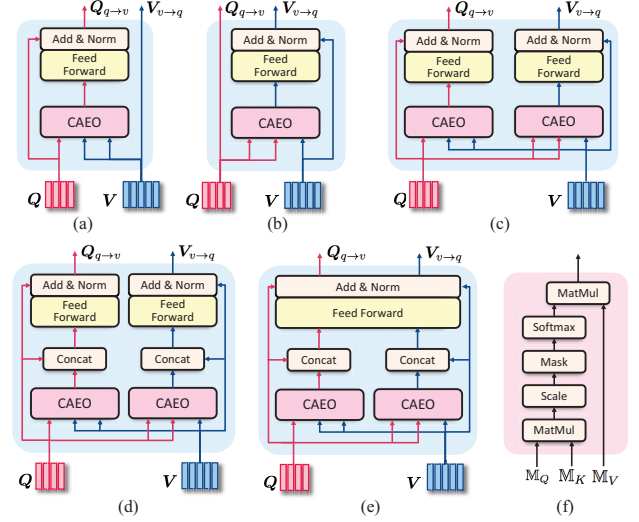 Q_{q→v} V_{v→q}
Add & Norm
Feed
Forward
CAEO
Q V
(a)
Q_{q→v} V_{v→q}
Add & Norm
Feed
Forward
CAEO
Q V
(b)
Q_{q→v} V_{v→q}
Add & Norm Add & Norm
Feed Feed
Forward Forward
CAEO CAEO
Q V
(c)
Q_{q→v} V_{v→q}
Add & Norm Add & Norm
Feed Feed
Forward Forward
Concat Concat
CAEO CAEO
Q V
(d)
Q_{q→v} V_{v→q}
Add & Norm
Feed Forward
Concat Concat
CAEO CAEO
Q V
(e)
MatMul
Softmax
Mask
Scale
MatMul
𝕄_Q 𝕄_K 𝕄_V
(f)